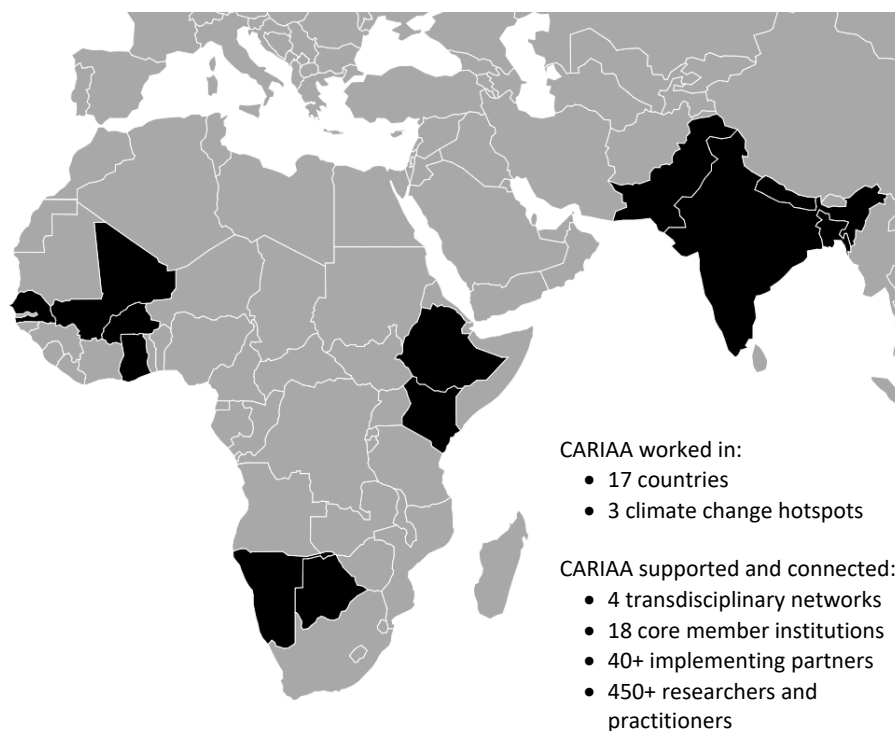 CARIAA worked in:
• 17 countries
• 3 climate change hotspots
CARIAA supported and connected:
• 4 transdisciplinary networks
• 18 core member institutions
• 40+ implementing partners
• 450+ researchers and
practitioners